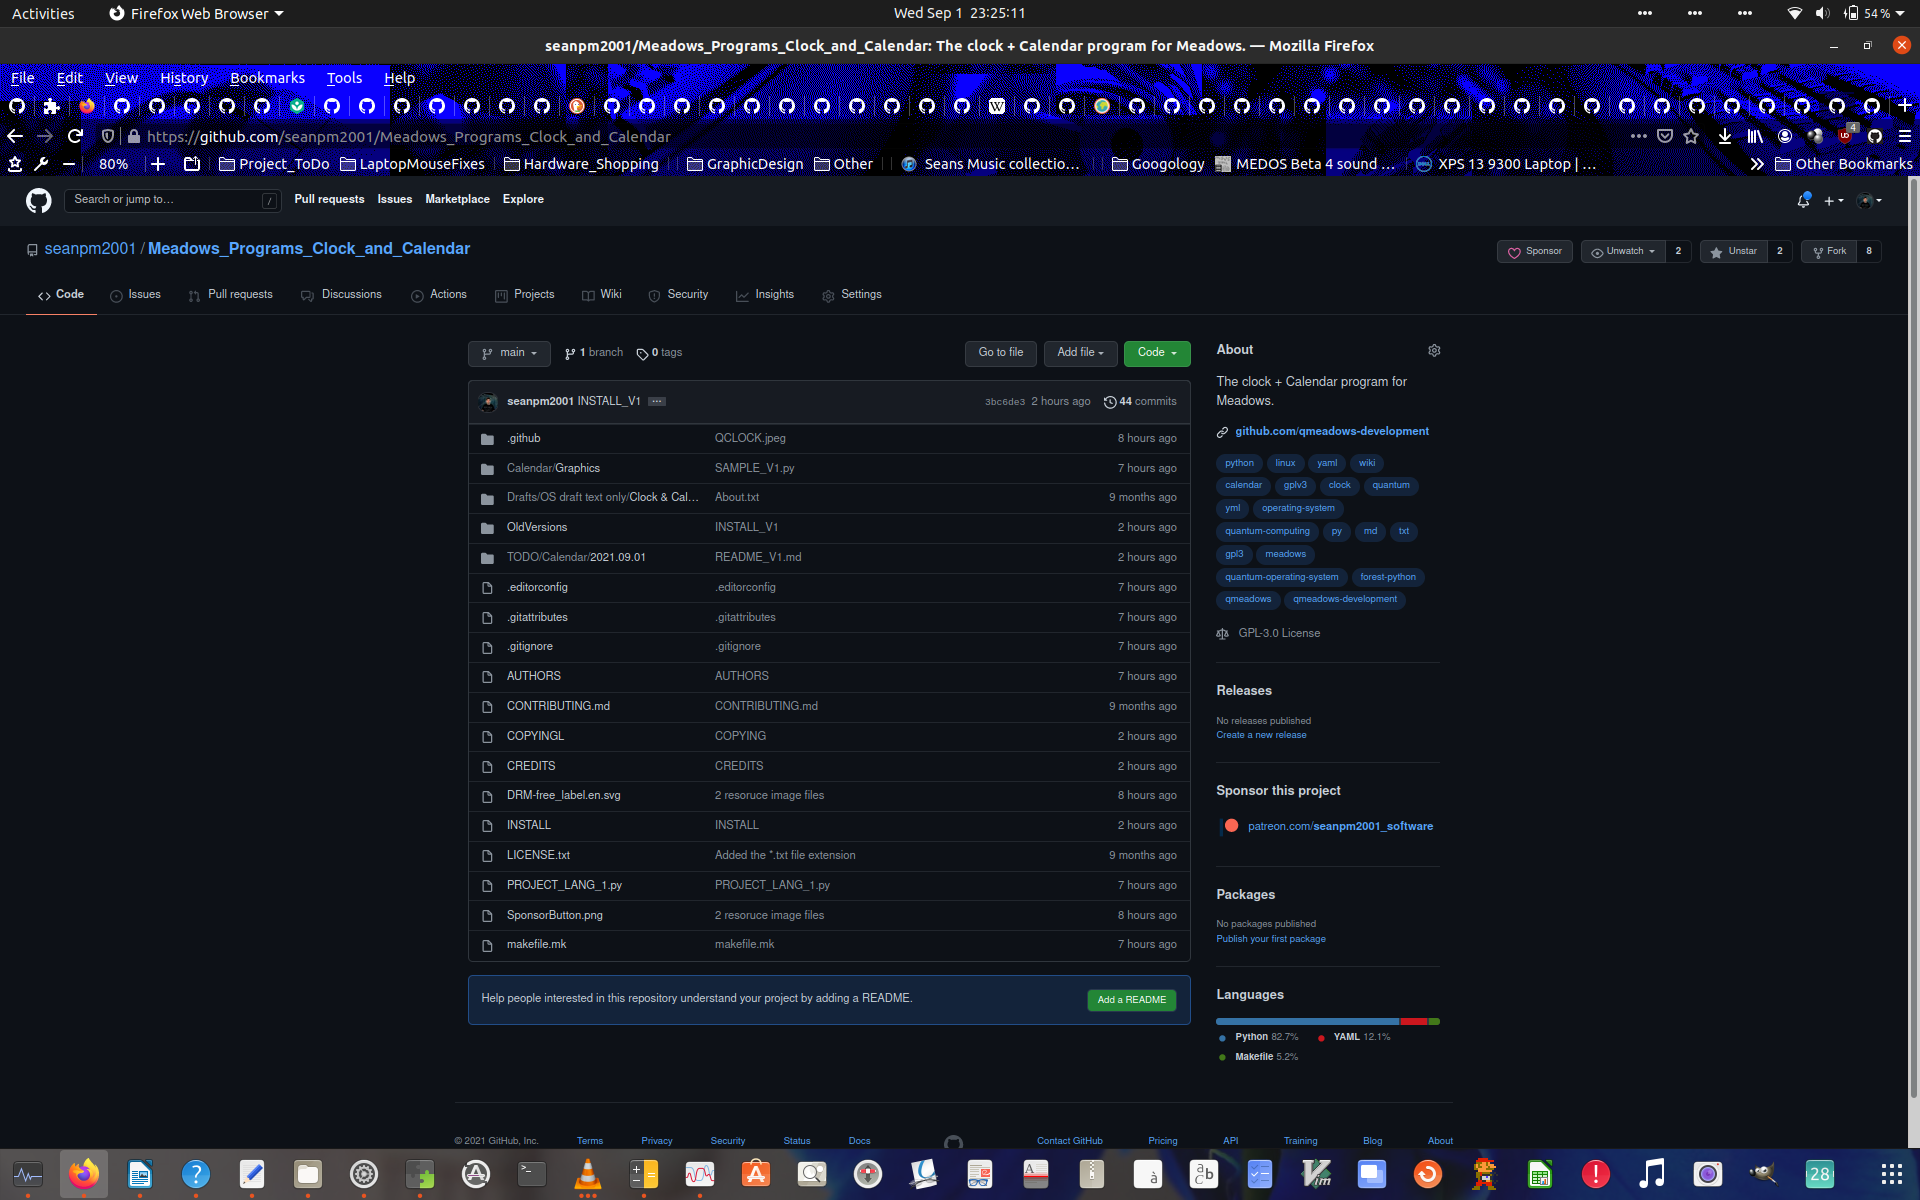 Activities Firefox Web Browser Wed Sep 1 23:25:11 54 %
seanpm2001/Meadows_Programs_Clock_and_Calendar: The clock + Calendar program for Meadows. — Mozilla Firefox
File Edit View History Bookmarks Tools Help
https://github.com/seanpm2001/Meadows_Programs_Clock_and_Calendar 4
80% Project_ToDo LaptopMouseFixes Hardware_Shopping GraphicDesign Other Seans Music collectio… Googology MEDOS Beta 4 sound … XPS 13 9300 Laptop | … Other Bookmarks
Search or jump to… / Pull requests Issues Marketplace Explore
seanpm2001 / Meadows_Programs_Clock_and_Calendar Sponsor Unwatch 2 Unstar 2 Fork 8
Code Issues Pull requests Discussions Actions Projects Wiki Security Insights Settings
main 1 branch 0 tags Go to file Add file Code
seanpm2001 INSTALL_V1 … 3bc6de3 2 hours ago 44 commits
.github QCLOCK.jpeg 8 hours ago
Calendar/Graphics SAMPLE_V1.py 7 hours ago
Drafts/OS draft text only/Clock & Cal… About.txt 9 months ago
OldVersions INSTALL_V1 2 hours ago
TODO/Calendar/2021.09.01 README_V1.md 2 hours ago
.editorconfig .editorconfig 7 hours ago
.gitattributes .gitattributes 7 hours ago
.gitignore .gitignore 7 hours ago
AUTHORS AUTHORS 7 hours ago
CONTRIBUTING.md CONTRIBUTING.md 9 months ago
COPYINGL COPYING 2 hours ago
CREDITS CREDITS 2 hours ago
DRM-free_label.en.svg 2 resoruce image files 8 hours ago
INSTALL INSTALL 2 hours ago
LICENSE.txt Added the *.txt file extension 9 months ago
PROJECT_LANG_1.py PROJECT_LANG_1.py 7 hours ago
SponsorButton.png 2 resoruce image files 8 hours ago
makefile.mk makefile.mk 7 hours ago
Help people interested in this repository understand your project by adding a README. Add a README
About
The clock + Calendar program for
Meadows.
github.com/qmeadows-development
python linux yaml wiki
calendar gplv3 clock quantum
yml operating-system
quantum-computing py md txt
gpl3 meadows
quantum-operating-system forest-python
qmeadows qmeadows-development
GPL-3.0 License
Releases
No releases published
Create a new release
Sponsor this project
patreon.com/seanpm2001_software
Packages
No packages published
Publish your first package
Languages
Python 82.7% YAML 12.1%
Makefile 5.2%
© 2021 GitHub, Inc. Terms Privacy Security Status Docs Contact GitHub Pricing API Training Blog About
28